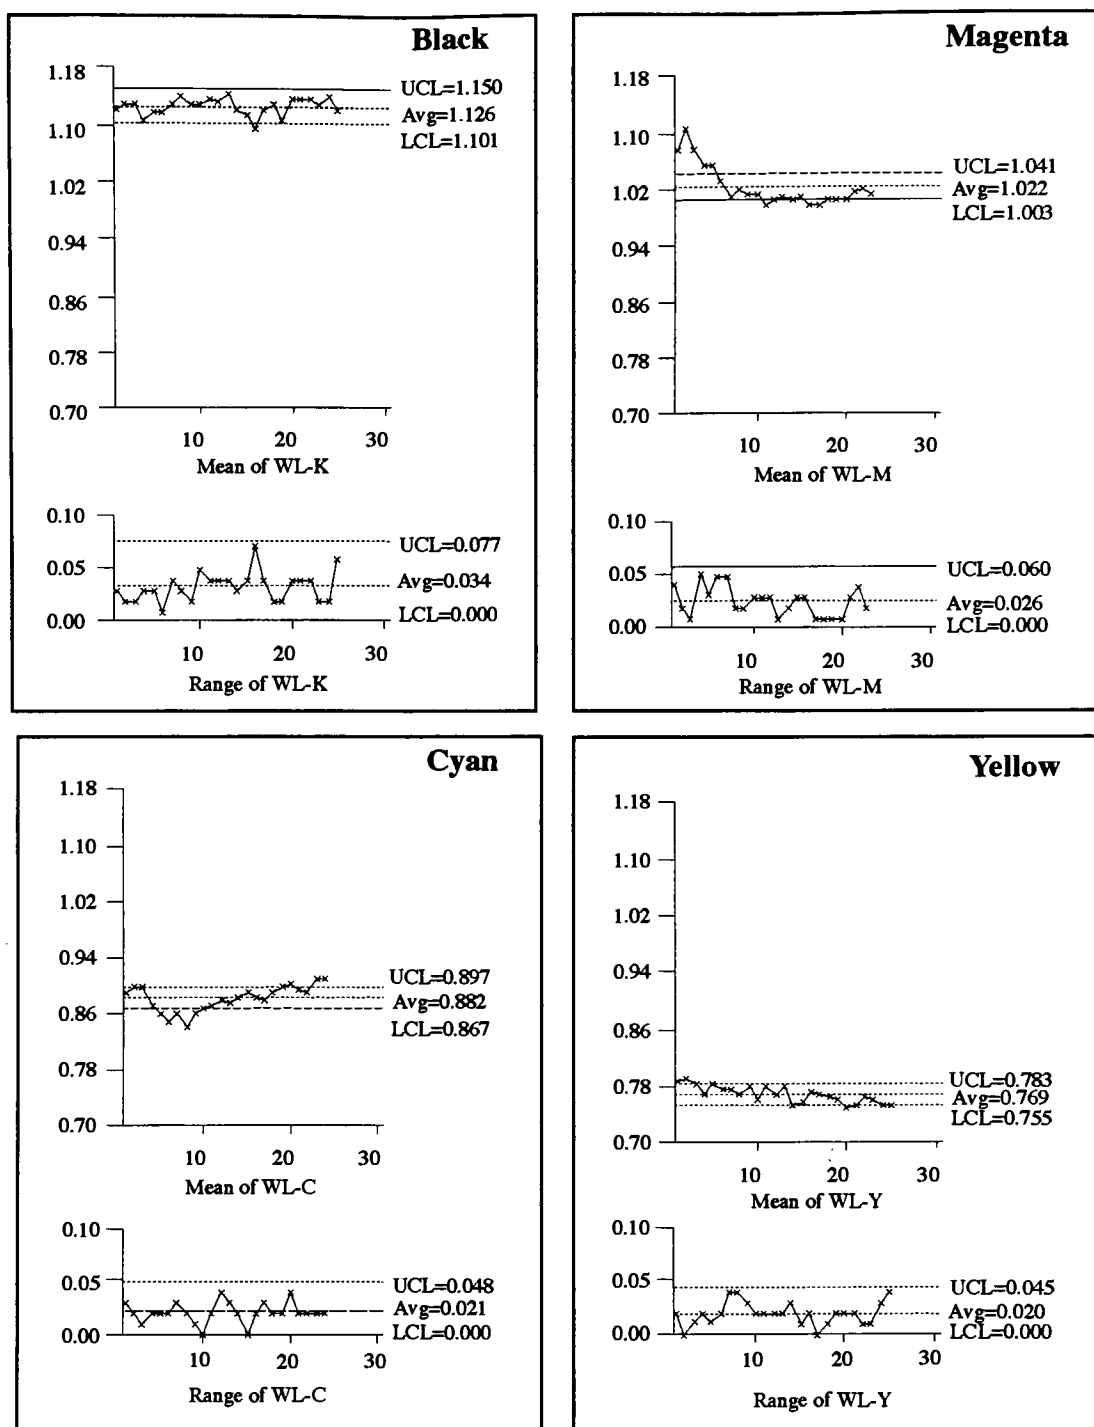 Black
1.18
1.10
1.02
0.94
0.86
0.78
0.70
UCL=1.150
Avg=1.126
LCL=1.101
10 20 30
Mean of WL-K
0.10
0.05
0.00
UCL=0.077
Avg=0.034
LCL=0.000
10 20 30
Range of WL-K
Magenta
1.18
1.10
1.02
0.94
0.86
0.78
0.70
UCL=1.041
Avg=1.022
LCL=1.003
10 20 30
Mean of WL-M
0.10
0.05
0.00
UCL=0.060
Avg=0.026
LCL=0.000
10 20 30
Range of WL-M
Cyan
1.18
1.10
1.02
0.94
0.86
0.78
0.70
UCL=0.897
Avg=0.882
LCL=0.867
10 20 30
Mean of WL-C
0.10
0.05
0.00
UCL=0.048
Avg=0.021
LCL=0.000
10 20 30
Range of WL-C
Yellow
1.18
1.10
1.02
0.94
0.86
0.78
0.70
UCL=0.783
Avg=0.769
LCL=0.755
10 20 30
Mean of WL-Y
0.10
0.05
0.00
UCL=0.045
Avg=0.020
LCL=0.000
10 20 30
Range of WL-Y